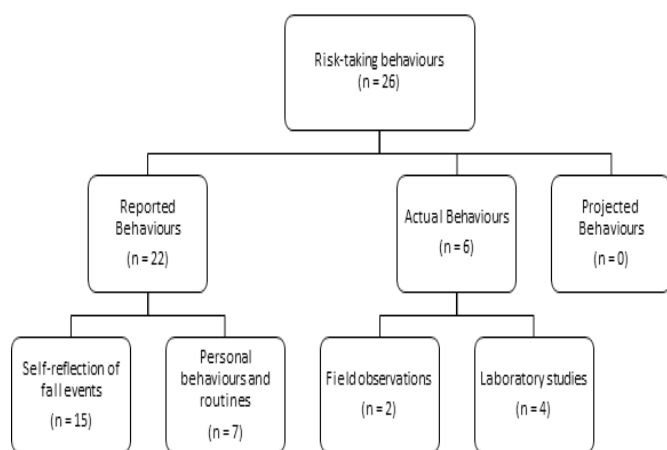 Risk-taking behaviours
(n = 26)
Reported
Behaviours
(n = 22)
Actual Behaviours
(n = 6)
Projected
Behaviours
(n = 0)
Self-reflection of
fall events
(n = 15)
Personal
behaviours and
routines
(n = 7)
Field observations
(n = 2)
Laboratory studies
(n = 4)